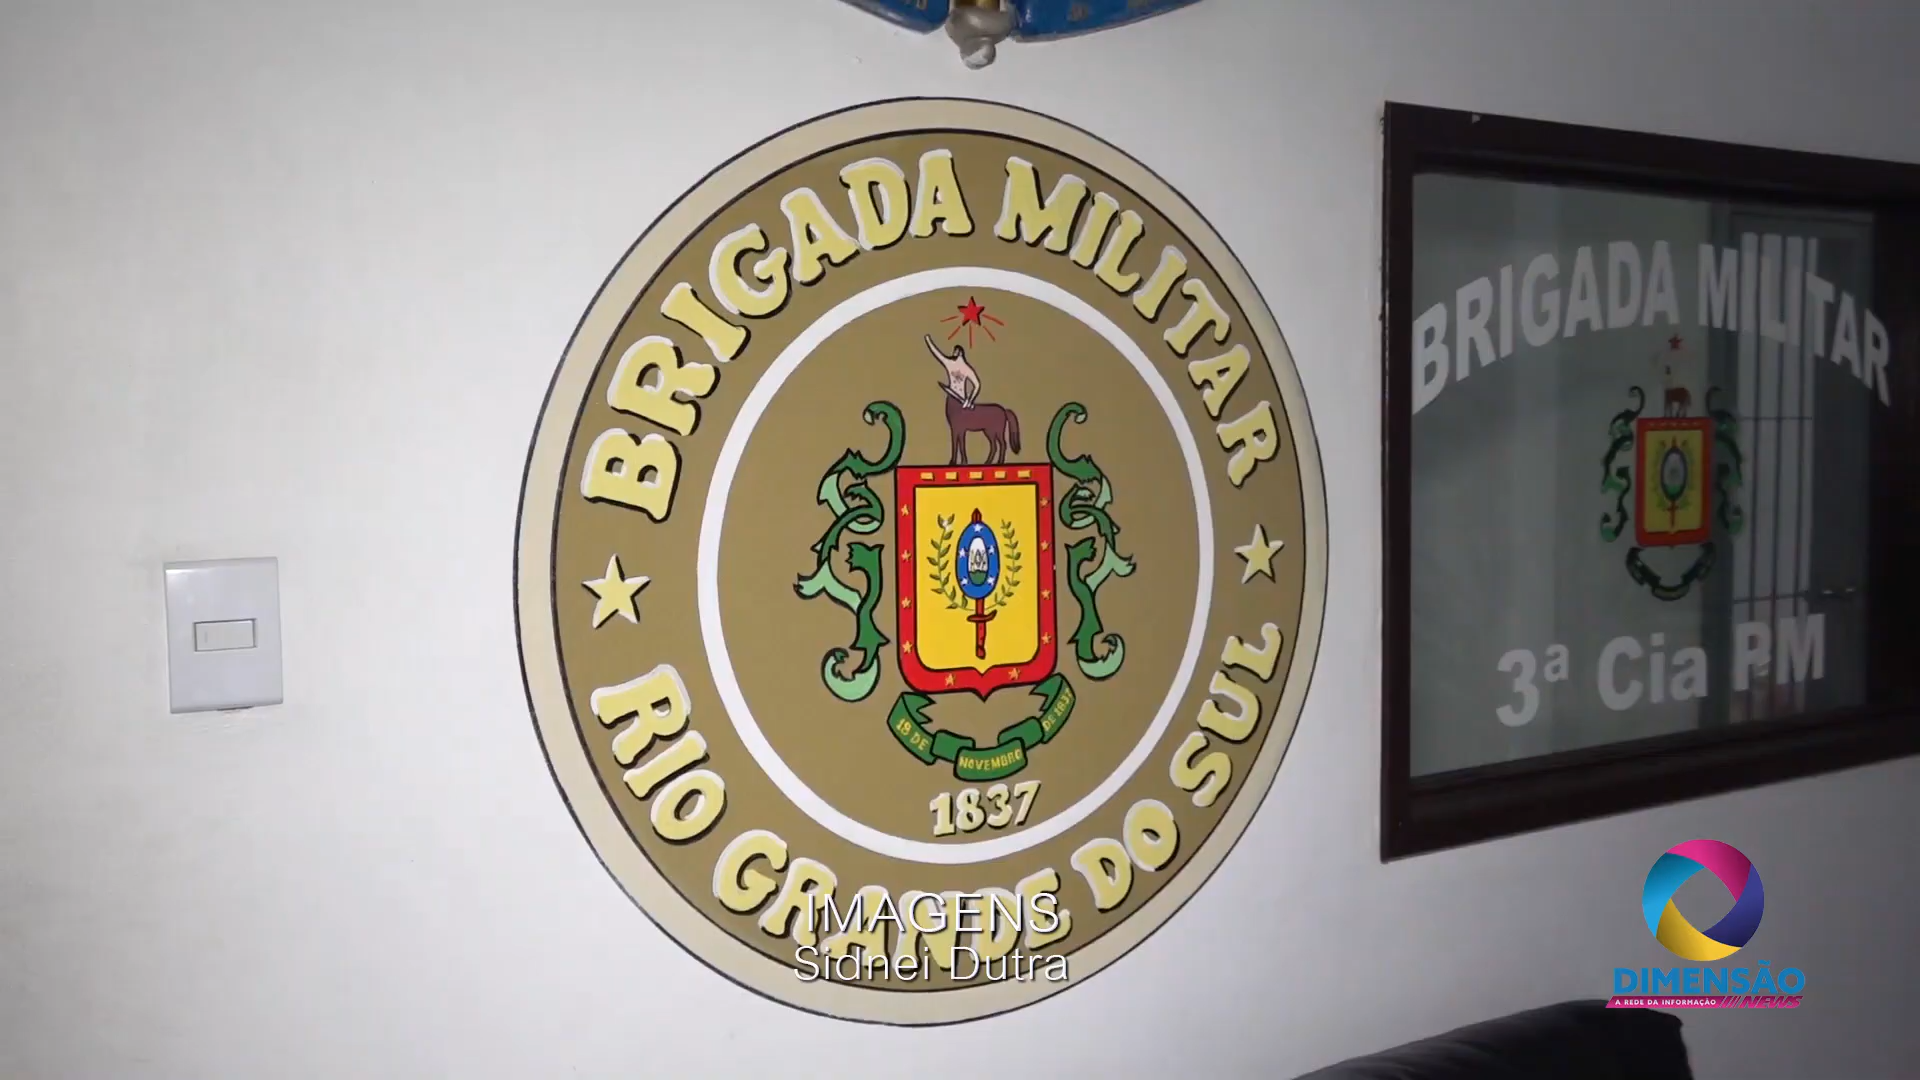 BRIGADA MILITAR
RIO GRANDE DO SUL
18 DE NOVEMBRO DE 1837
1837
BRIGADA MILITAR
3ª Cia PM
IMAGENS
Sidnei Dutra
DIMENSÃO
A REDE DA INFORMAÇÃO NEWS